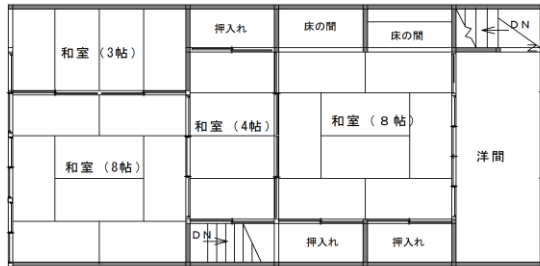 押入れ
床の間
床の間
DN
和室（3帖）
和室（4帖）
和室（８帖）
和室（8帖）
洋間
DN
押入れ
押入れ